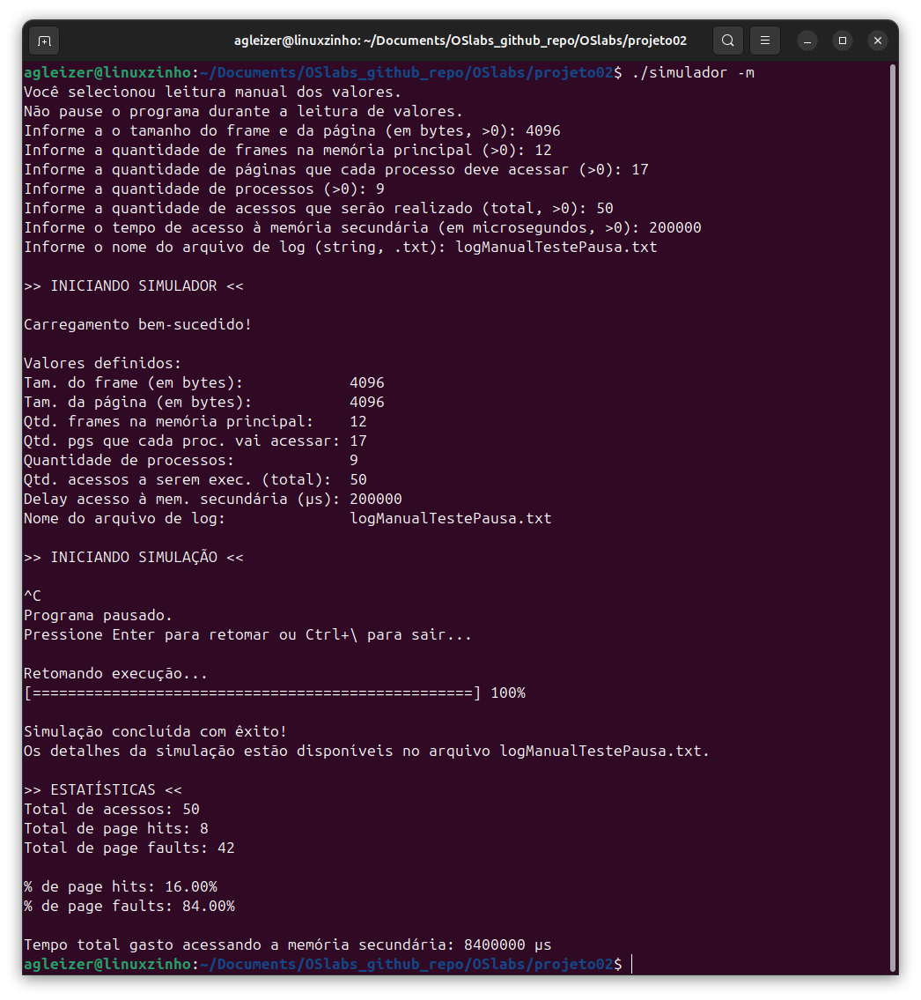 agleizer@linuxzinho: ~/Documents/OSlabs_github_repo/OSlabs/projeto02
agleizer@linuxzinho:~/Documents/OSlabs_github_repo/OSlabs/projeto02$ ./simulador -m
Você selecionou leitura manual dos valores.
Não pause o programa durante a leitura de valores.
Informe a o tamanho do frame e da página (em bytes, >0): 4096
Informe a quantidade de frames na memória principal (>0): 12
Informe a quantidade de páginas que cada processo deve acessar (>0): 17
Informe a quantidade de processos (>0): 9
Informe a quantidade de acessos que serão realizado (total, >0): 50
Informe o tempo de acesso à memória secundária (em microsegundos, >0): 200000
Informe o nome do arquivo de log (string, .txt): logManualTestePausa.txt
>> INICIANDO SIMULADOR <<
Carregamento bem-sucedido!
Valores definidos:
Tam. do frame (em bytes): 4096
Tam. da página (em bytes): 4096
Qtd. frames na memória principal: 12
Qtd. pgs que cada proc. vai acessar: 17
Quantidade de processos: 9
Qtd. acessos a serem exec. (total): 50
Delay acesso à mem. secundária (µs): 200000
Nome do arquivo de log: logManualTestePausa.txt
>> INICIANDO SIMULAÇÃO <<
^C
Programa pausado.
Pressione Enter para retomar ou Ctrl+\ para sair...
Retomando execução...
[==================================================] 100%
Simulação concluída com êxito!
Os detalhes da simulação estão disponíveis no arquivo logManualTestePausa.txt.
>> ESTATÍSTICAS <<
Total de acessos: 50
Total de page hits: 8
Total de page faults: 42
% de page hits: 16.00%
% de page faults: 84.00%
Tempo total gasto acessando a memória secundária: 8400000 µs
agleizer@linuxzinho:~/Documents/OSlabs_github_repo/OSlabs/projeto02$